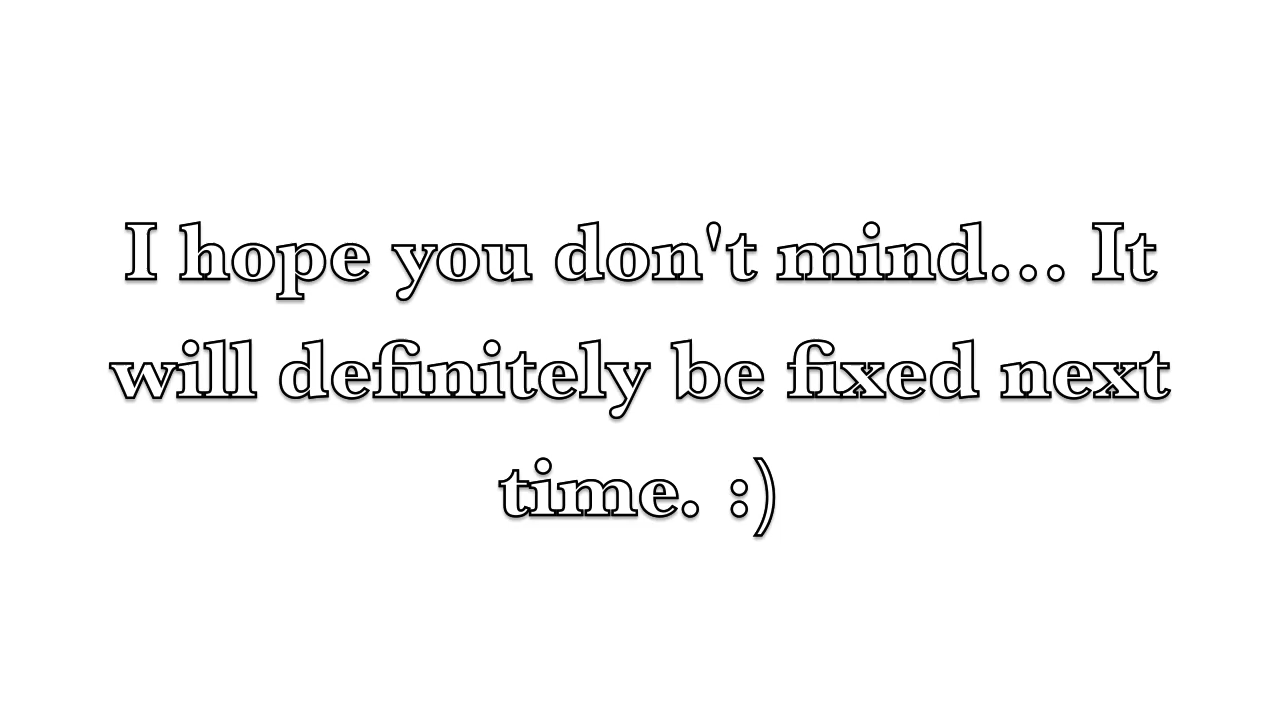 I hope you don't mind... It
will definitely be fixed next
time. :)